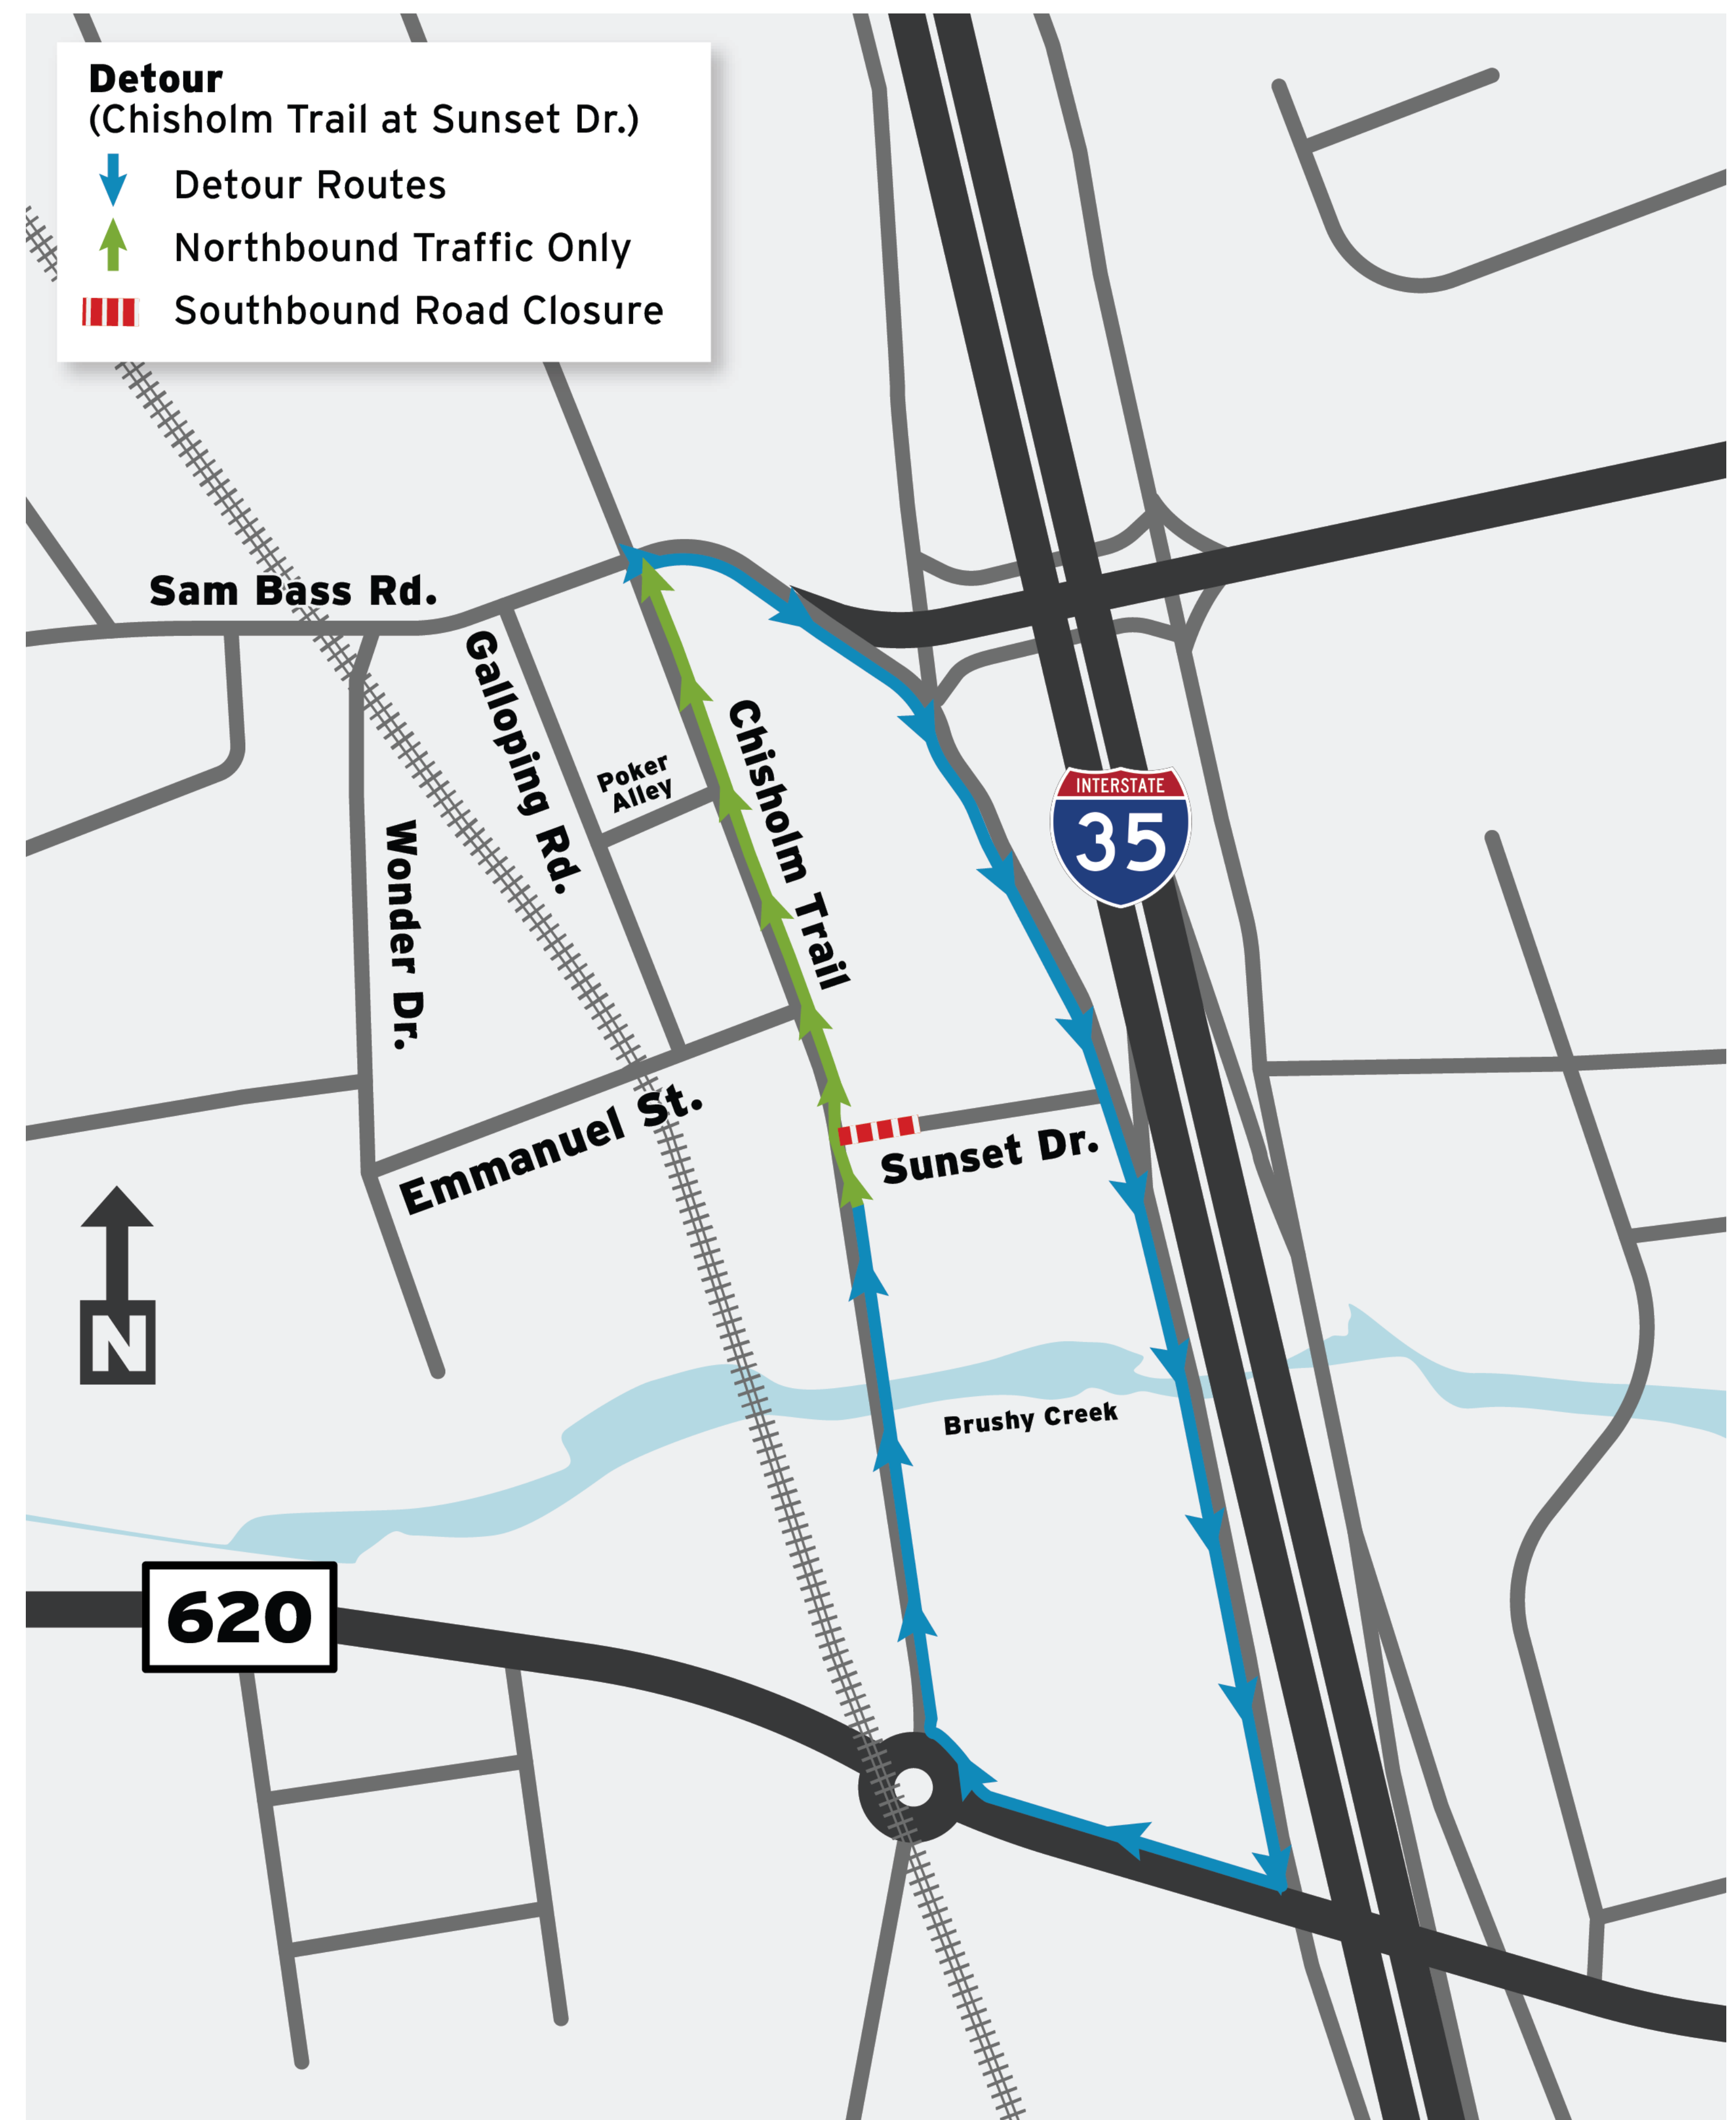 Detour
(Chisholm Trail at Sunset Dr.)
Detour Routes
Northbound Traffic Only
Southbound Road Closure
Sam Bass Rd.
Galloping Rd.
Poker
Alley
Chisholm Trail
INTERSTATE
35
Wonder Dr.
Emmanuel St.
Sunset Dr.
N
Brushy Creek
620